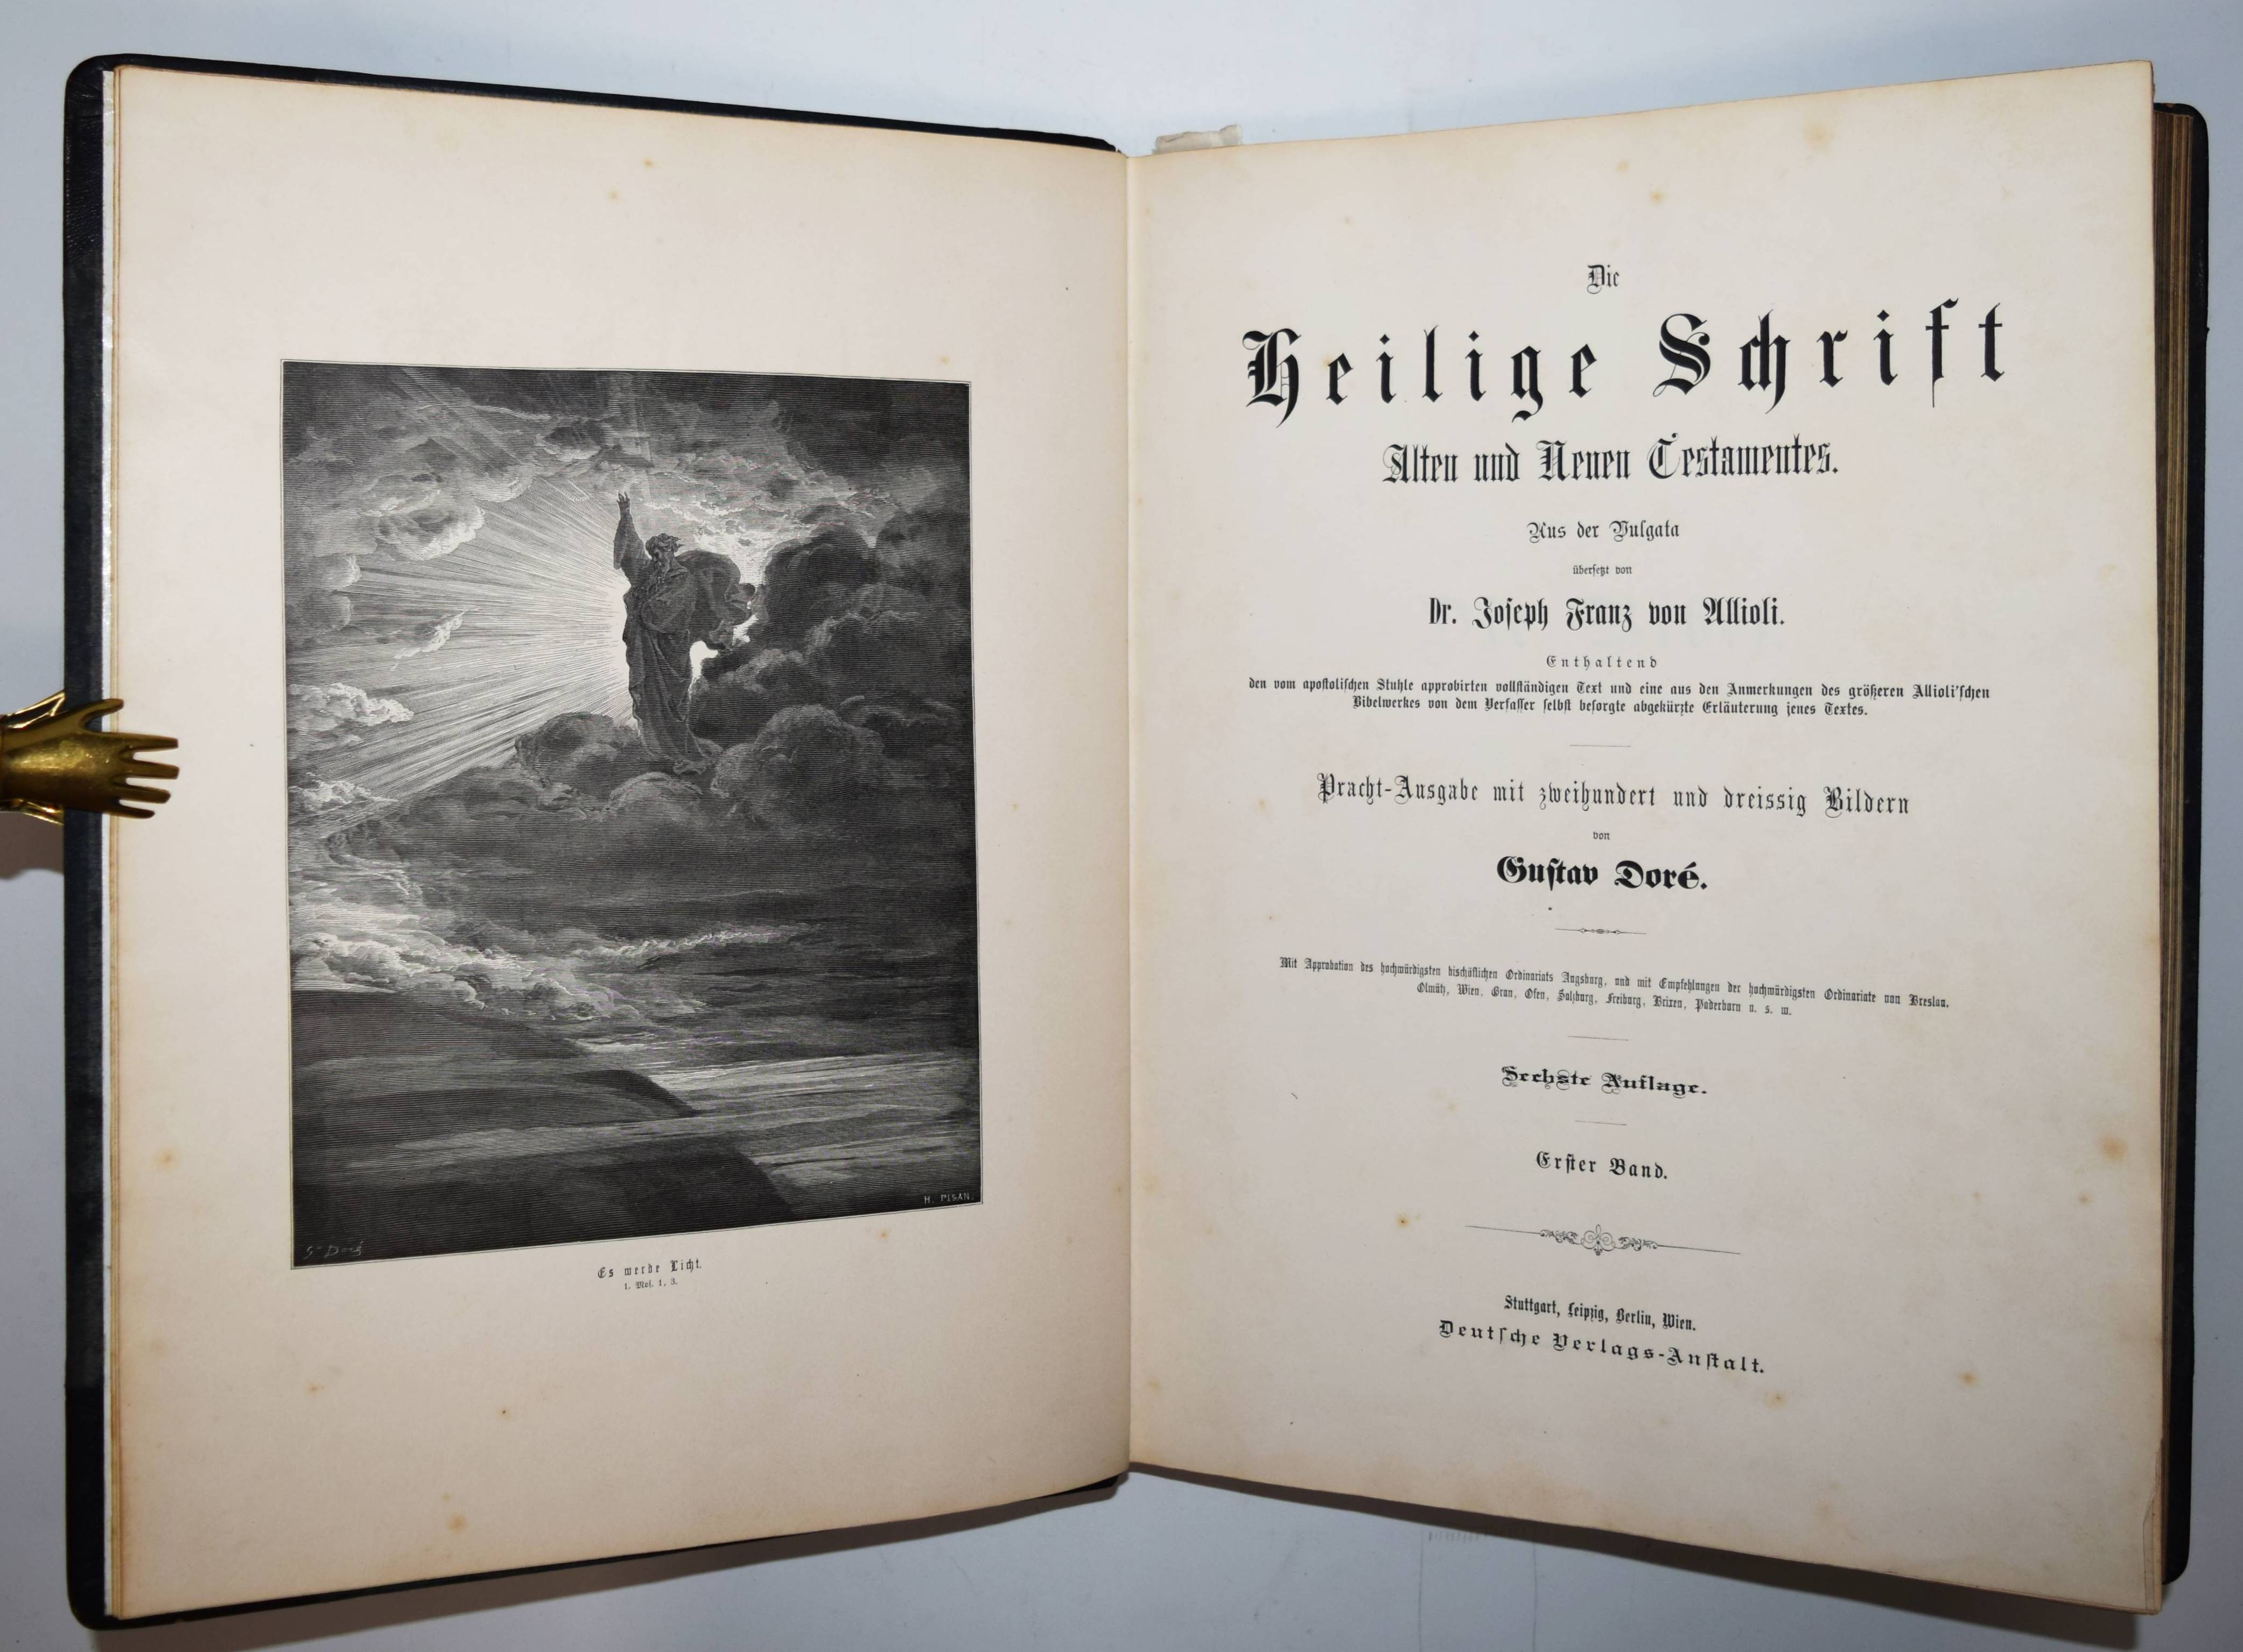 G. Doré
H. PISAN.
Es werde Licht.
1. Mos. 1, 3.
Die
Heilige Schrift
Alten und Neuen Testamentes.
Aus der Vulgata
übersetzt von
Dr. Joseph Franz von Allioli.
Enthaltend
den vom apostolischen Stuhle approbirten vollständigen Text und eine aus den Anmerkungen des größeren Allioli'schen
Bibelwerkes von dem Verfasser selbst besorgte abgekürzte Erläuterung jenes Textes.
Pracht-Ausgabe mit zweihundert und dreissig Bildern
von
Gustav Doré.
Mit Approbation des hochwürdigsten bischöflichen Ordinariats Augsburg, und mit Empfehlungen der hochwürdigsten Ordinariate von Breslau,
Olmütz, Wien, Gran, Ofen, Salzburg, Freiburg, Brixen, Paderborn u. s. w.
Sechste Auflage.
Erster Band.
Stuttgart, Leipzig, Berlin, Wien.
Deutsche Verlags-Anstalt.